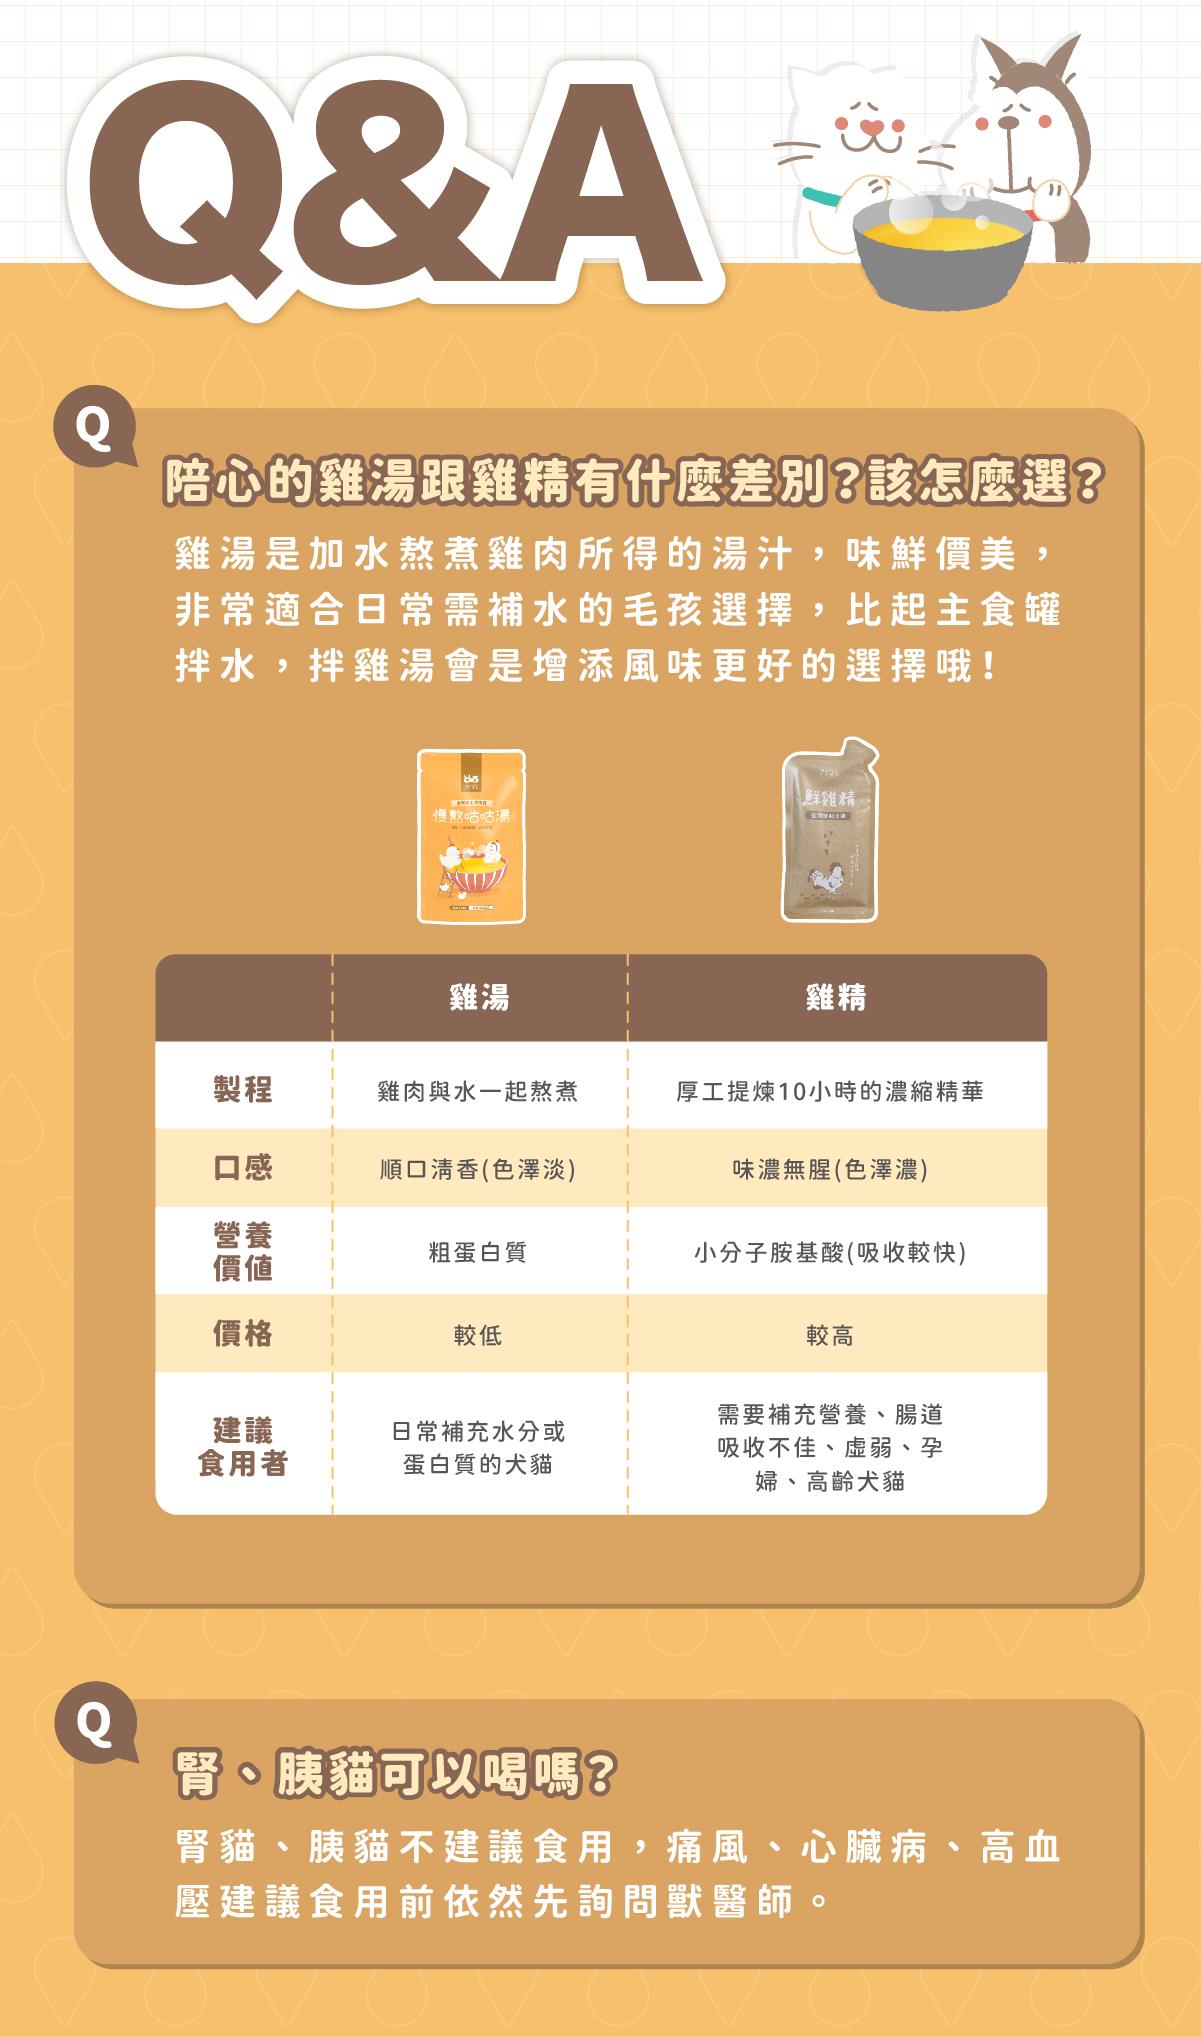 Q&A
Q
陪心的雞湯跟雞精有什麼差別?該怎麼選?
雞湯是加水熬煮雞肉所得的湯汁，味鮮價美，
非常適合日常需補水的毛孩選擇，比起主食罐
拌水，拌雞湯會是增添風味更好的選擇哦!
慢熬咕咕湯
鮮雞精
雞湯 雞精
製程 雞肉與水一起熬煮 厚工提煉10小時的濃縮精華
口感 順口清香(色澤淡) 味濃無腥(色澤濃)
營養
價值 粗蛋白質 小分子胺基酸(吸收較快)
價格 較低 較高
建議
食用者
日常補充水分或
蛋白質的犬貓
需要補充營養、腸道
吸收不佳、虛弱、孕
婦、高齡犬貓
Q
腎、胰貓可以喝嗎?
腎貓、胰貓不建議食用，痛風、心臟病、高血
壓建議食用前依然先詢問獸醫師。